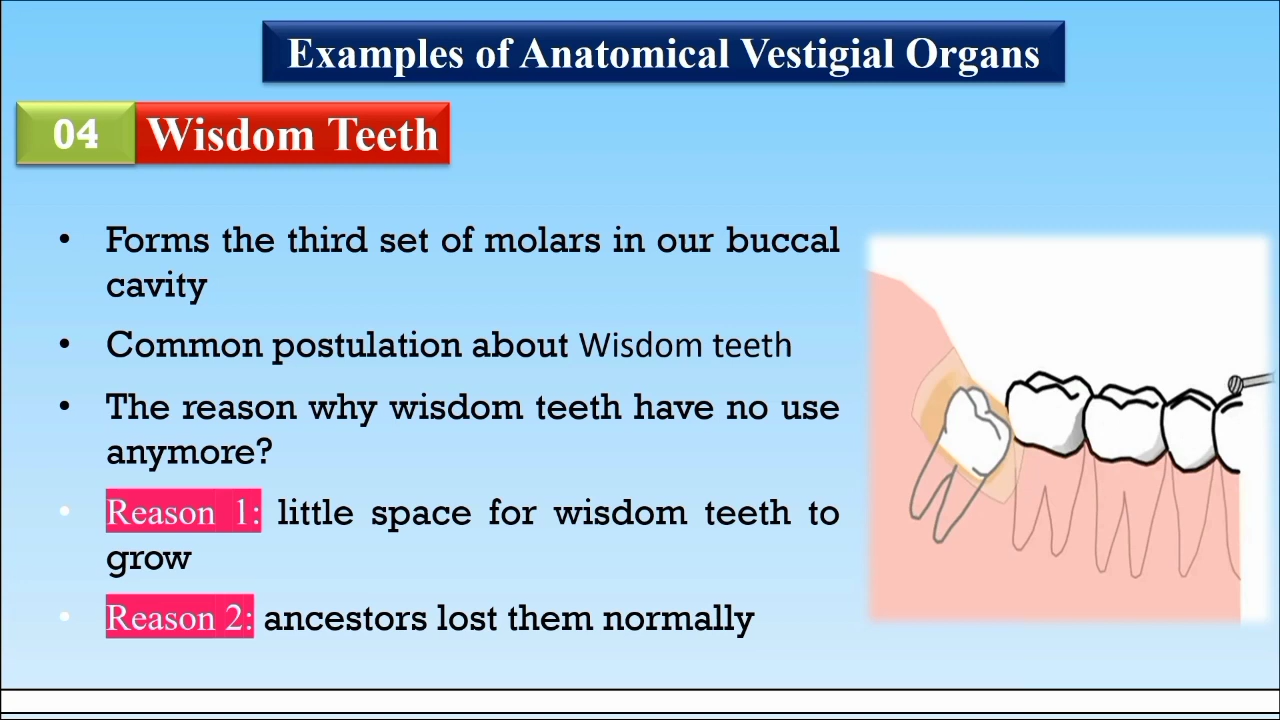 Examples of Anatomical Vestigial Organs
04 Wisdom Teeth
• Forms the third set of molars in our buccal
cavity
• Common postulation about Wisdom teeth
• The reason why wisdom teeth have no use
anymore?
• Reason 1: little space for wisdom teeth to
grow
• Reason 2: ancestors lost them normally